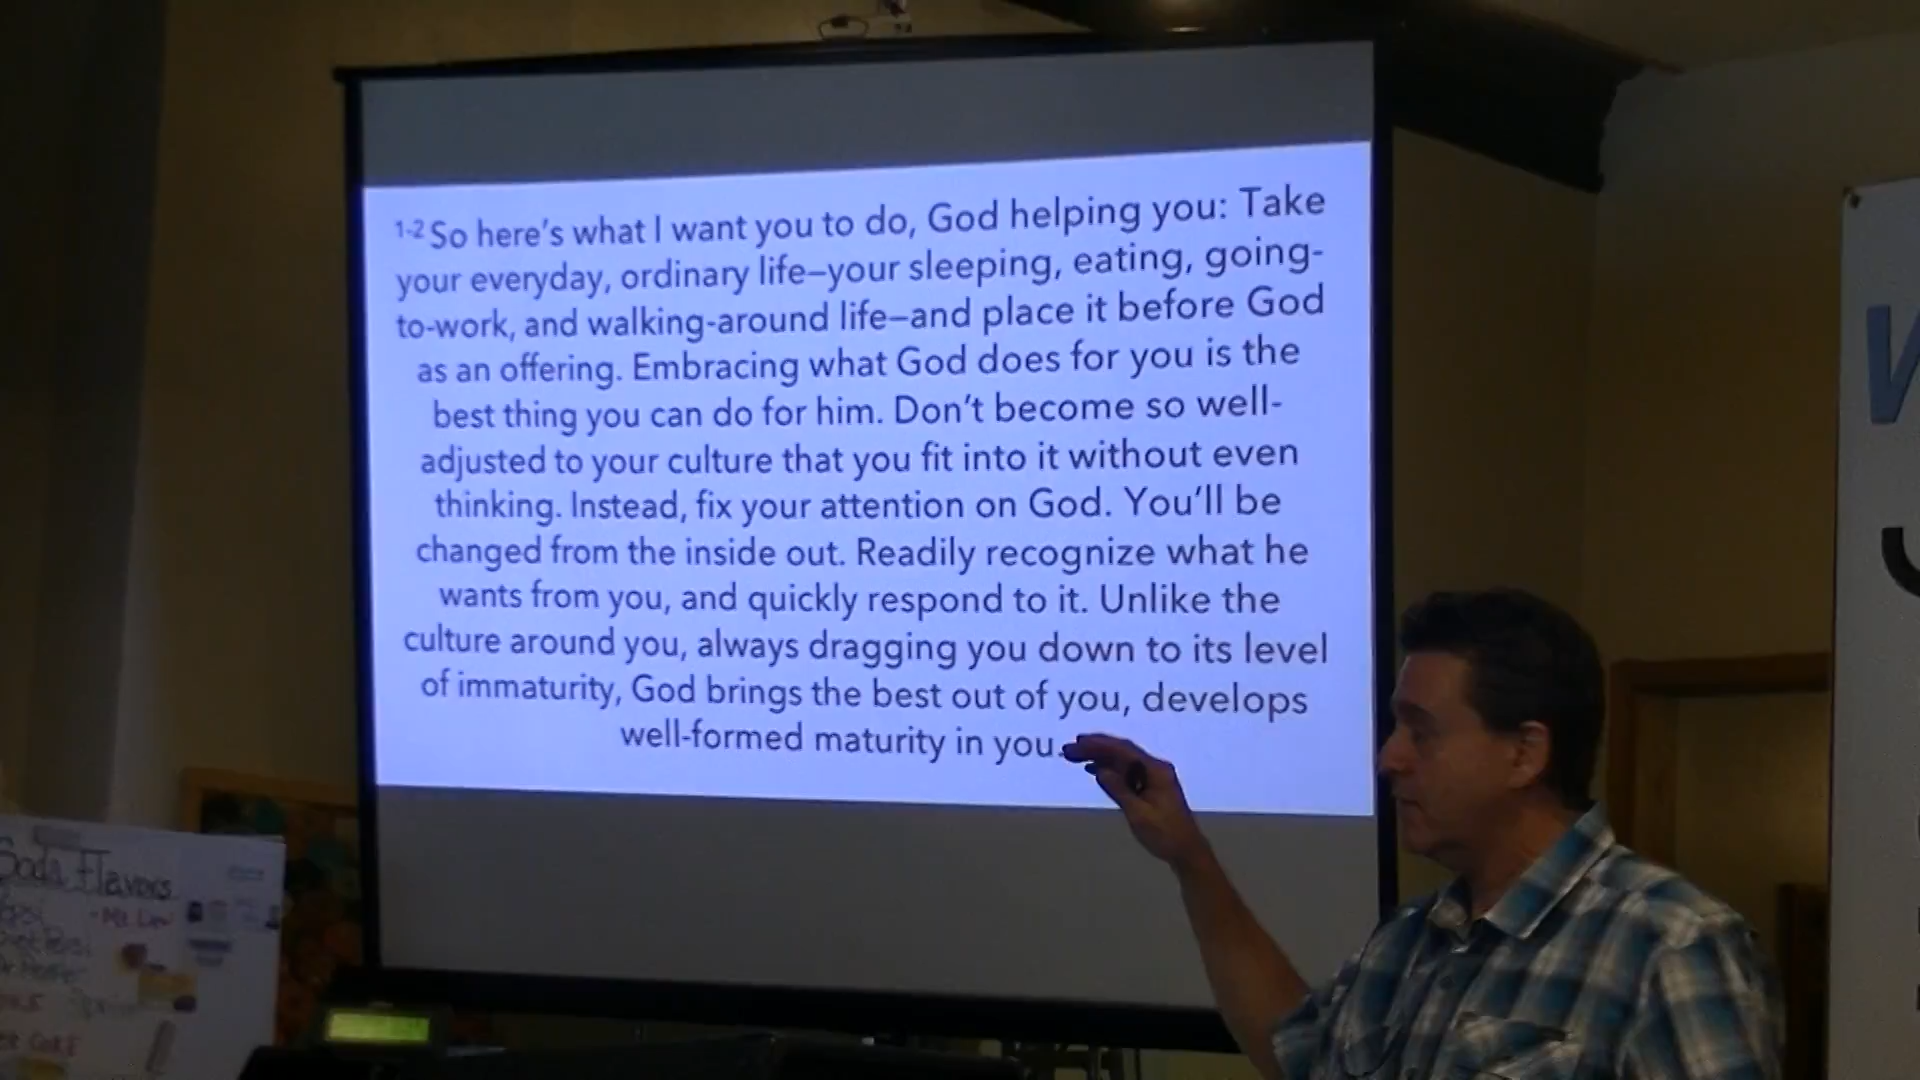 1-2 So here's what I want you to do, God helping you: Take
your everyday, ordinary life—your sleeping, eating, going-
to-work, and walking-around life—and place it before God
as an offering. Embracing what God does for you is the
best thing you can do for him. Don't become so well-
adjusted to your culture that you fit into it without even
thinking. Instead, fix your attention on God. You'll be
changed from the inside out. Readily recognize what he
wants from you, and quickly respond to it. Unlike the
culture around you, always dragging you down to its level
of immaturity, God brings the best out of you, develops
well-formed maturity in you.
Soda Flavors